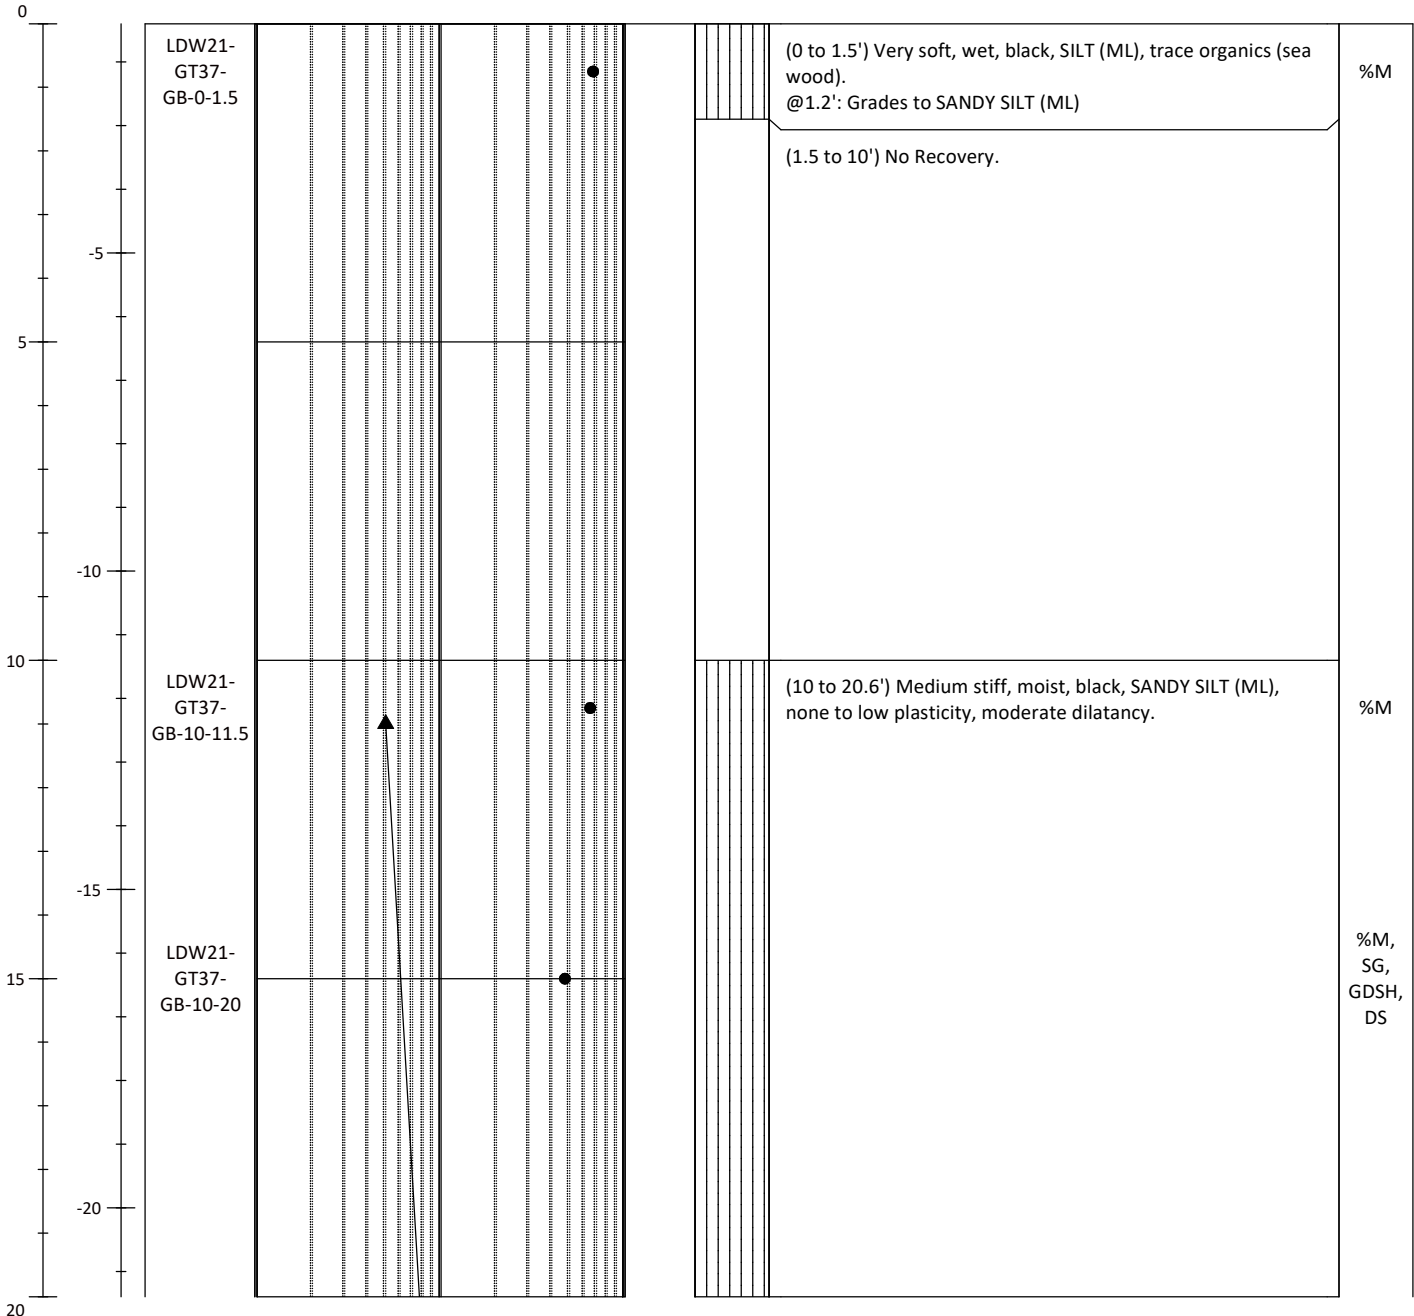 0
LDW21-
GT37-
GB-0-1.5
(0 to 1.5') Very soft, wet, black, SILT (ML), trace organics (sea
wood).
@1.2': Grades to SANDY SILT (ML)
%M
(1.5 to 10') No Recovery.
-5
5
-10
10
LDW21-
GT37-
GB-10-11.5
(10 to 20.6') Medium stiff, moist, black, SANDY SILT (ML),
none to low plasticity, moderate dilatancy.
%M
-15
15
LDW21-
GT37-
GB-10-20
%M,
SG,
GDSH,
DS
-20
20